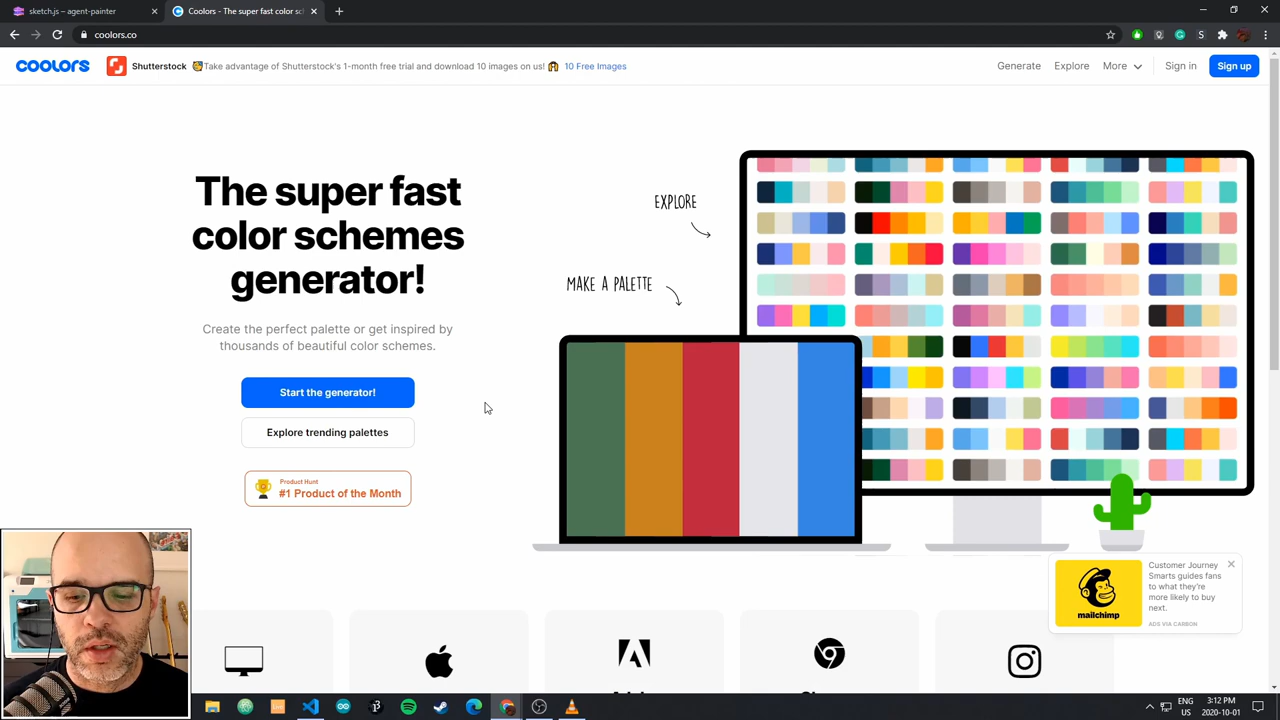 sketch.js - agent-painter
Coolors - The super fast color sc
coolors.co
coolors
Shutterstock
Take advantage of Shutterstock's 1-month free trial and download 10 images on us!
10 Free Images
Generate
Explore
More
Sign in
Sign up
The super fast
color schemes
generator!
Create the perfect palette or get inspired by
thousands of beautiful color schemes.
Start the generator!
Explore trending palettes
Product Hunt
#1 Product of the Month
EXPLORE
MAKE A PALETTE
Customer Journey
Smarts guides fans
to what they're
more likely to buy
next.
mailchimp
ADS VIA CARBON
ENG
US
3:12 PM
2020-10-01